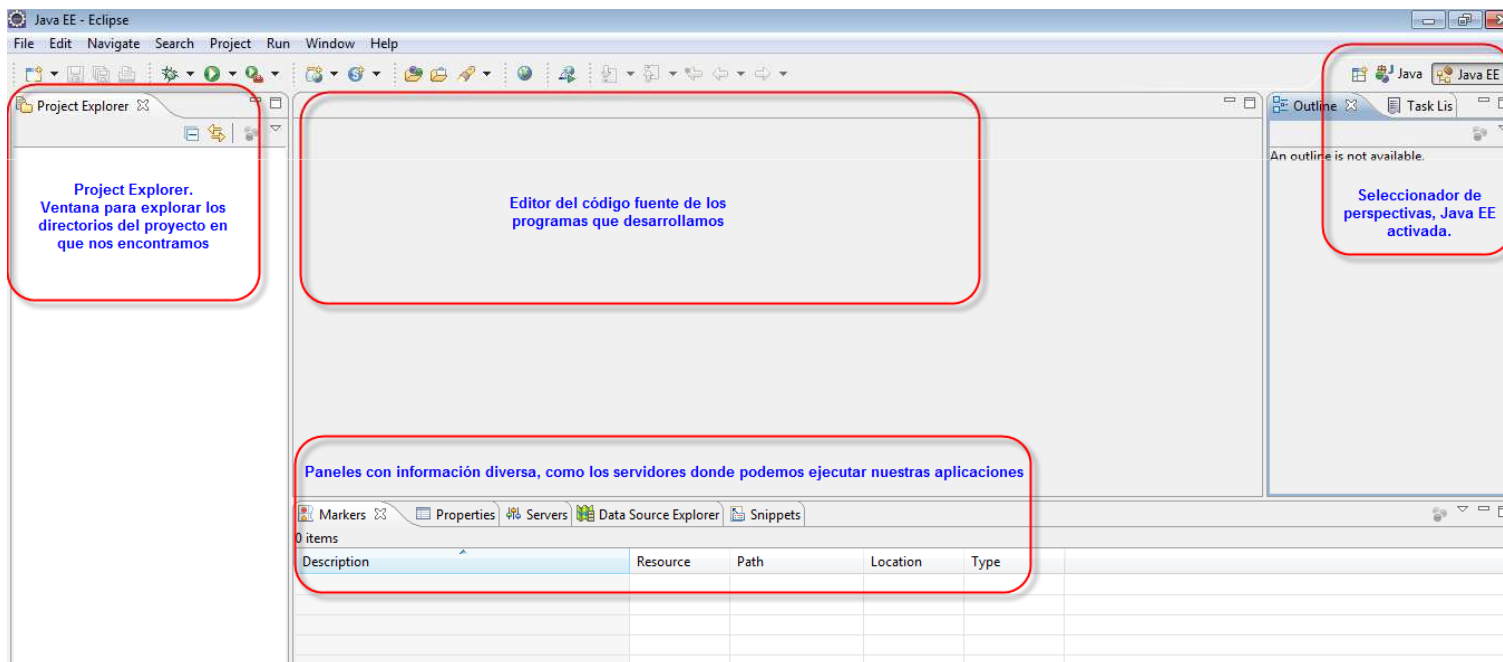 Java EE - Eclipse
File Edit Navigate Search Project Run Window Help
Java Java EE
Project Explorer
Outline Task Lis
An outline is not available.
Project Explorer.
Ventana para explorar los
directorios del proyecto en
que nos encontramos
Editor del código fuente de los
programas que desarrollamos
Seleccionador de
perspectivas, Java EE
activada.
Paneles con información diversa, como los servidores donde podemos ejecutar nuestras aplicaciones
Markers Properties Servers Data Source Explorer Snippets
0 items
Description Resource Path Location Type